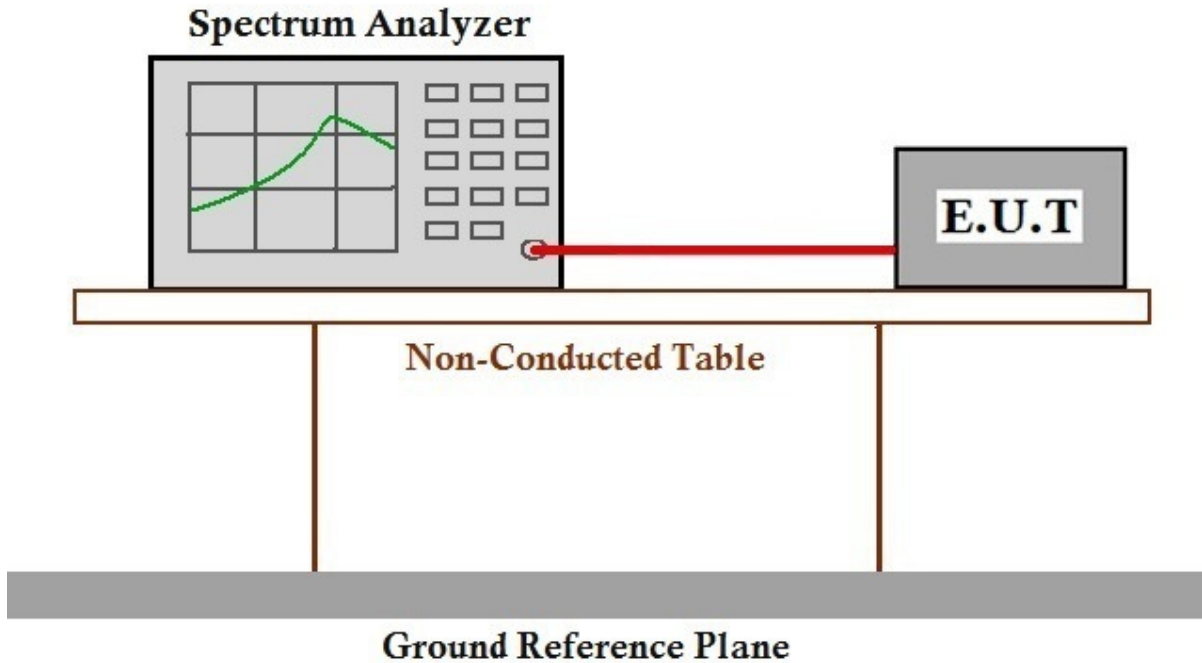 Spectrum Analyzer
E.U.T
Non-Conducted Table
Ground Reference Plane